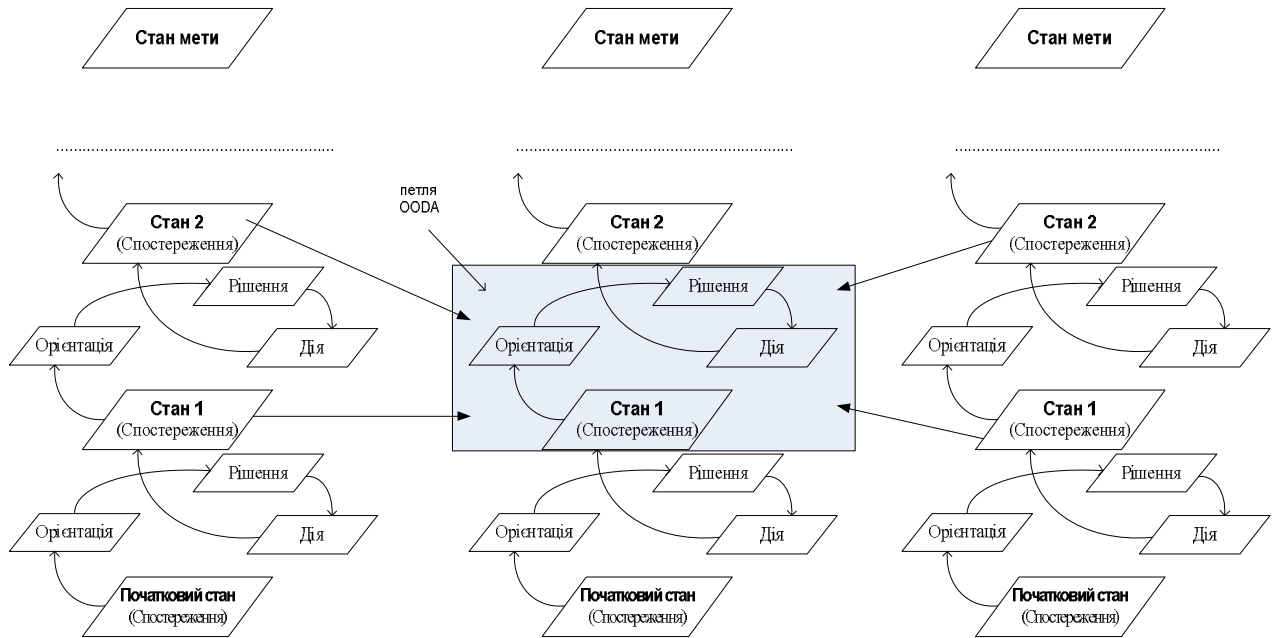 Стан мети
Стан мети
Стан мети
петля
OODA
Стан 2
(Спостереження)
Рішення
Орієнтація
Дія
Стан 1
(Спостереження)
Рішення
Орієнтація
Дія
Початковий стан
(Спостереження)
Стан 2
(Спостереження)
Рішення
Орієнтація
Дія
Стан 1
(Спостереження)
Рішення
Орієнтація
Дія
Початковий стан
(Спостереження)
Стан 2
(Спостереження)
Рішення
Орієнтація
Дія
Стан 1
(Спостереження)
Рішення
Орієнтація
Дія
Початковий стан
(Спостереження)